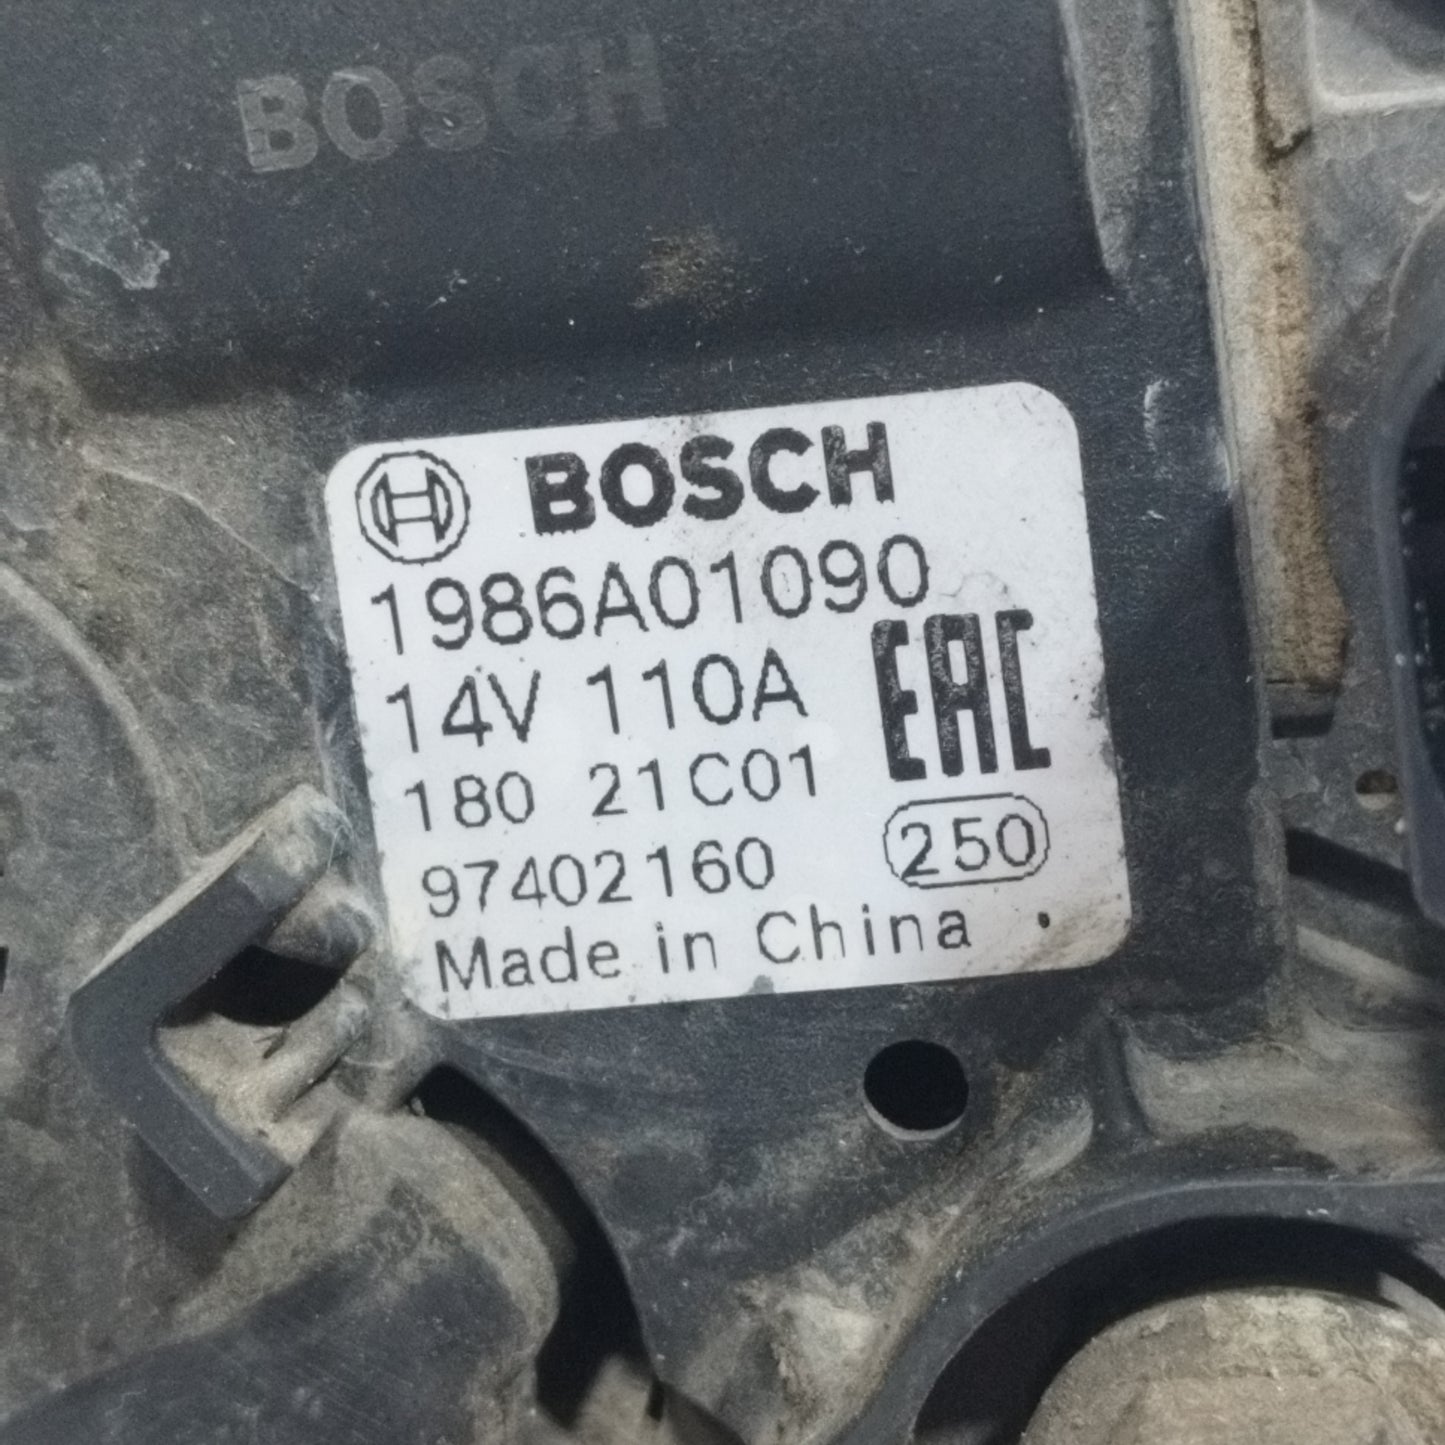 BOSCH
BOSCH
1986A01090
14V 110A
EAC
180 21C01
97402160
250
Made in China .